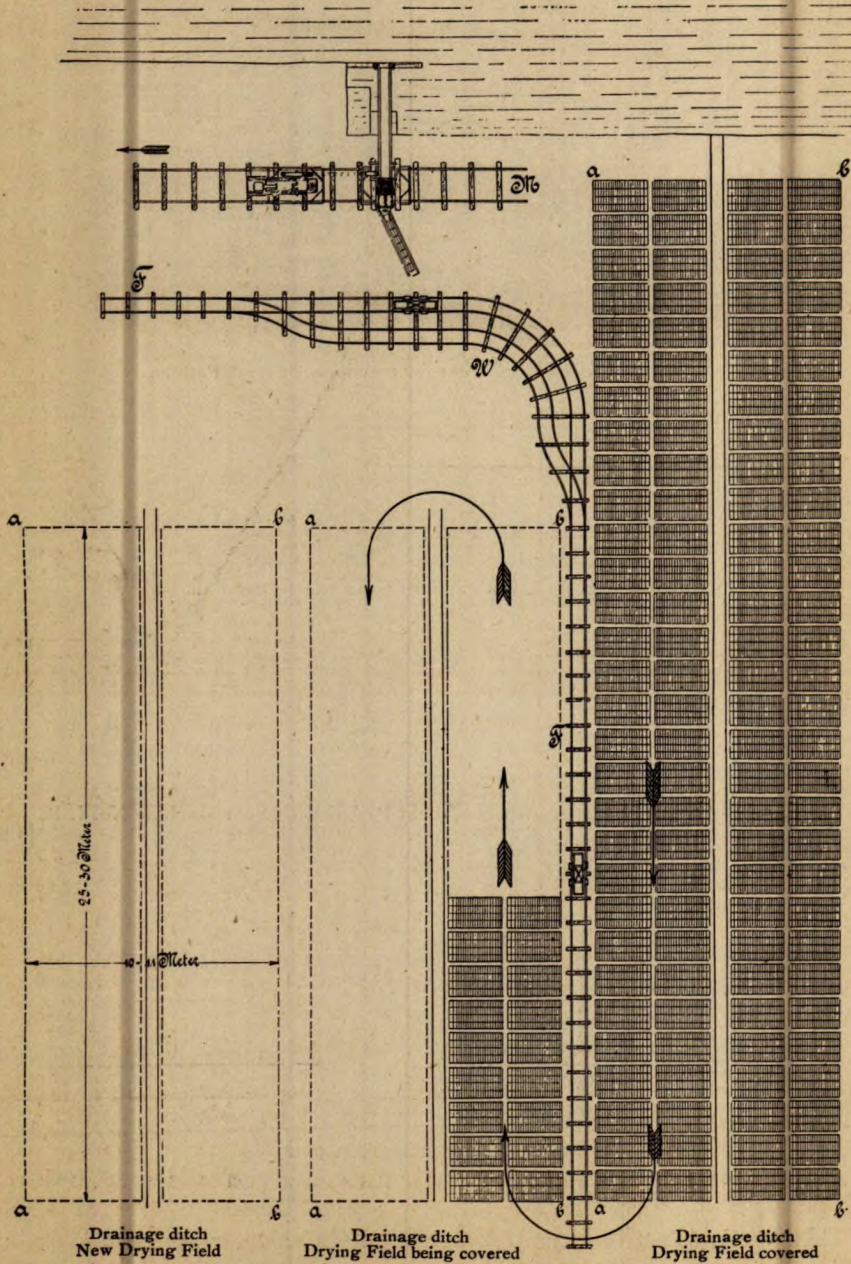 M
a b
F
W
a b a b
F
25-30 Meter
10-11 Meter
a b a b a b
Drainage ditch
New Drying Field
Drainage ditch
Drying Field being covered
Drainage ditch
Drying Field covered